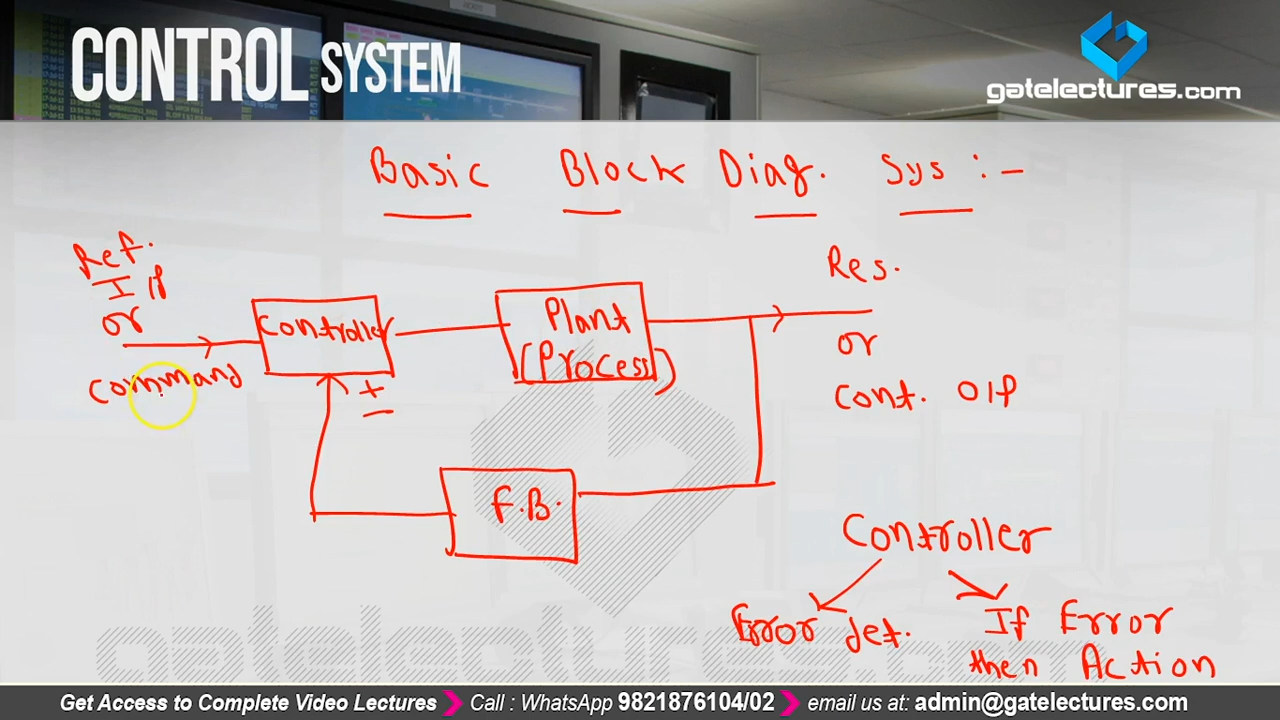 CONTROL SYSTEM
gatelectures.com
Basic Block Diag. Sys :-
Ref.
I/P
or
Command
Controller
±
Plant
(Process)
Res.
or
Cont. O/P
F.B.
Controller
Error det.
If Error
then Action
gatelectures.com
Get Access to Complete Video Lectures Call : WhatsApp 9821876104/02 email us at: admin@gatelectures.com